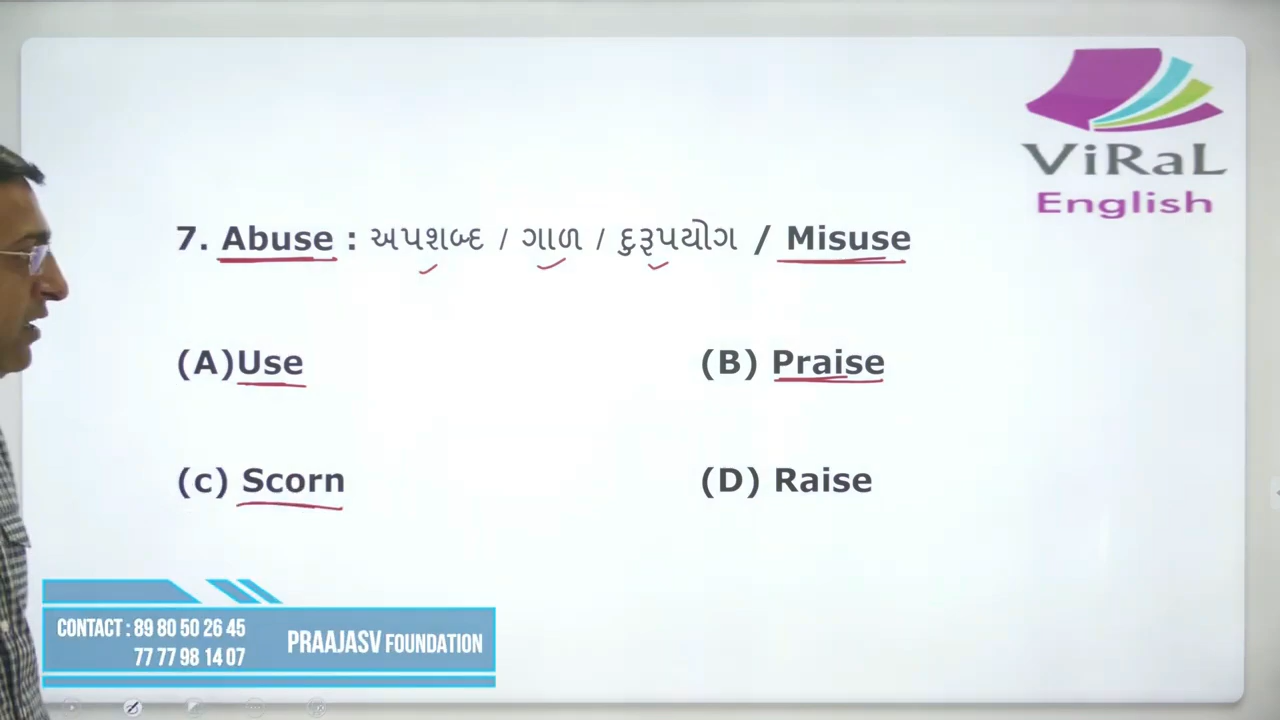 ViRaL
English
7. Abuse : અપશબ્દ / ગાળ / દુરૂપયોગ / Misuse
(A)Use
(B) Praise
(c) Scorn
(D) Raise
CONTACT : 89 80 50 26 45
77 77 98 14 07
PRAAJASV FOUNDATION